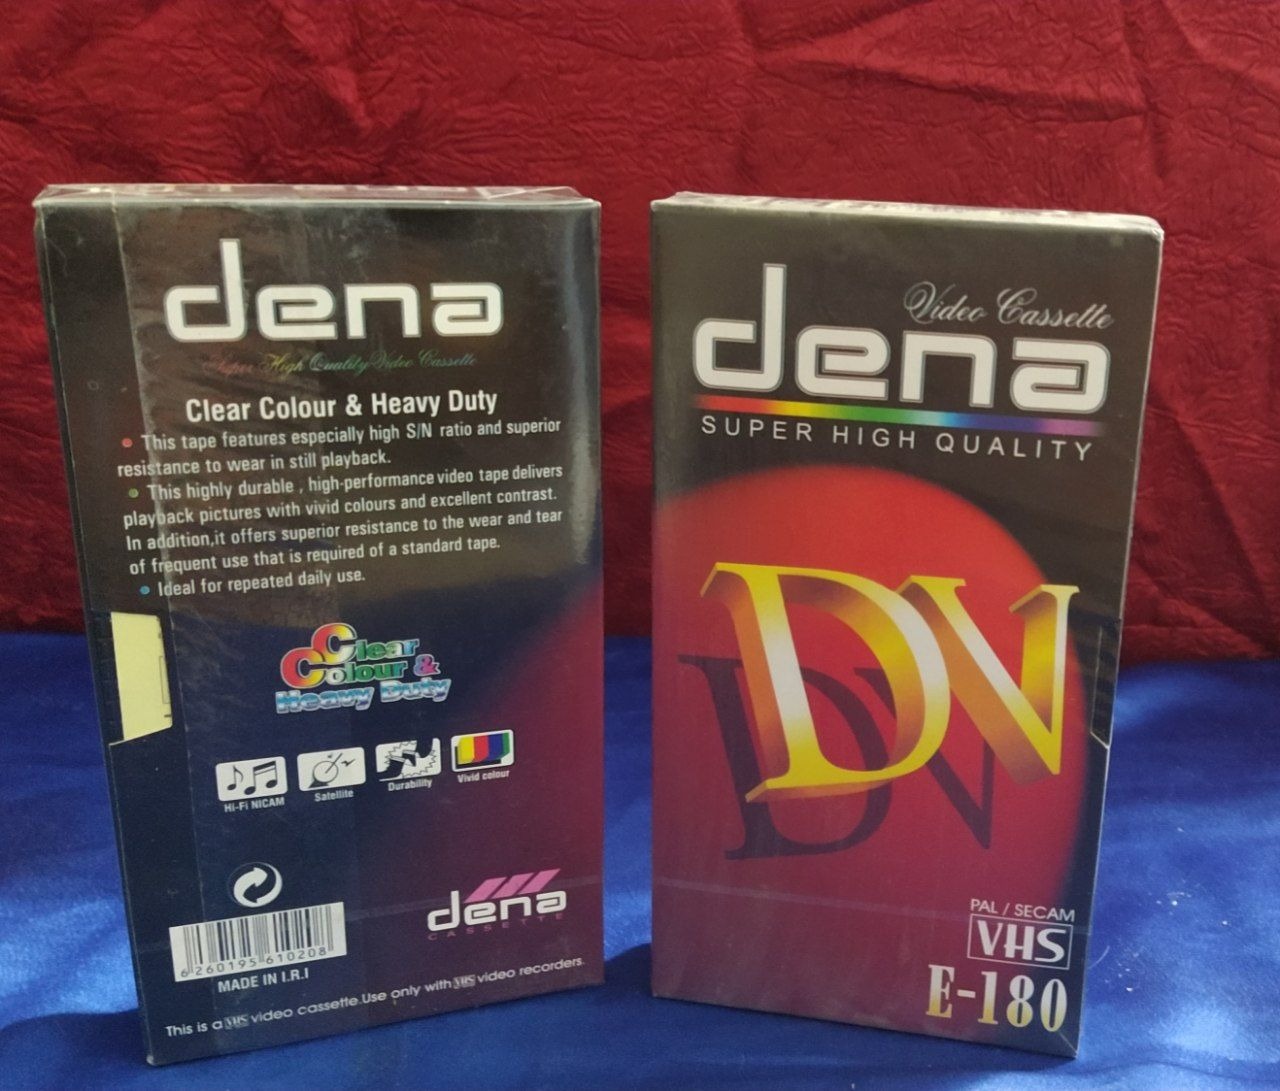 dena
Super High Quality Video Cassette
Clear Colour & Heavy Duty
• This tape features especially high S/N ratio and superior
resistance to wear in still playback.
• This highly durable , high-performance video tape delivers
playback pictures with vivid colours and excellent contrast.
In addition,it offers superior resistance to the wear and tear
of frequent use that is required of a standard tape.
• Ideal for repeated daily use.
Clear
Colour &
Heavy Duty
Hi-Fi NICAM
Satellite
Durability
Vivid colour
dena
CASSETTE
6 260195 610208
MADE IN I.R.I
This is a VHS video cassette.Use only with VHS video recorders.
Video Cassette
dena
SUPER HIGH QUALITY
DV
PAL / SECAM
VHS
E-180